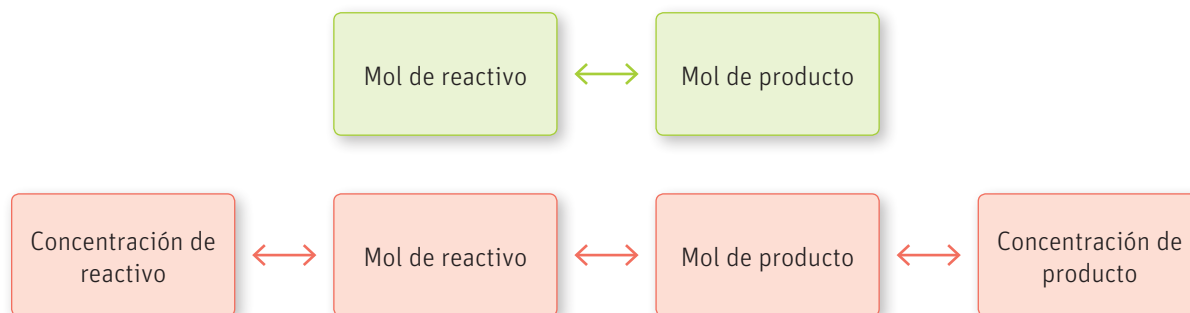 Mol de reactivo
Mol de producto
Concentración de
reactivo
Mol de reactivo
Mol de producto
Concentración de
producto